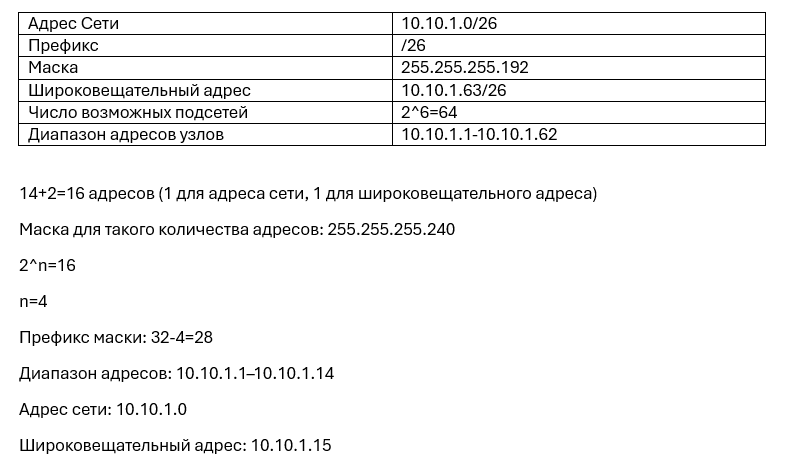 Адрес Сети 10.10.1.0/26
Префикс /26
Маска 255.255.255.192
Широковещательный адрес 10.10.1.63/26
Число возможных подсетей 2^6=64
Диапазон адресов узлов 10.10.1.1-10.10.1.62
14+2=16 адресов (1 для адреса сети, 1 для широковещательного адреса)
Маска для такого количества адресов: 255.255.255.240
2^n=16
n=4
Префикс маски: 32-4=28
Диапазон адресов: 10.10.1.1–10.10.1.14
Адрес сети: 10.10.1.0
Широковещательный адрес: 10.10.1.15